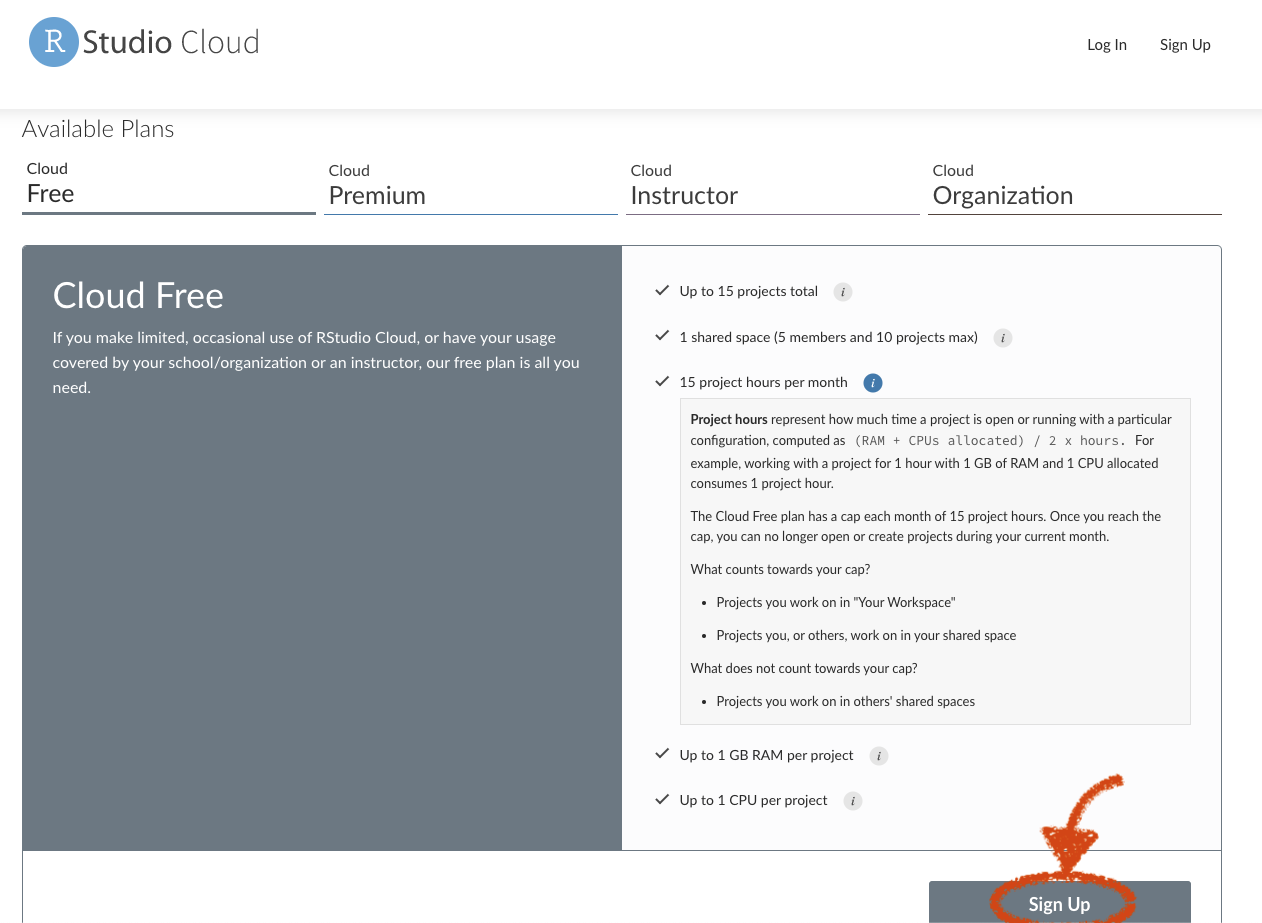 R Studio Cloud
Log In
Sign Up
Available Plans
Cloud
Free
Cloud
Premium
Cloud
Instructor
Cloud
Organization
Cloud Free
If you make limited, occasional use of RStudio Cloud, or have your usage
covered by your school/organization or an instructor, our free plan is all you
need.
Up to 15 projects total i
1 shared space (5 members and 10 projects max) i
15 project hours per month i
Project hours represent how much time a project is open or running with a particular
configuration, computed as (RAM + CPUs allocated) / 2 x hours. For
example, working with a project for 1 hour with 1 GB of RAM and 1 CPU allocated
consumes 1 project hour.
The Cloud Free plan has a cap each month of 15 project hours. Once you reach the
cap, you can no longer open or create projects during your current month.
What counts towards your cap?
• Projects you work on in "Your Workspace"
• Projects you, or others, work on in your shared space
What does not count towards your cap?
• Projects you work on in others' shared spaces
Up to 1 GB RAM per project i
Up to 1 CPU per project i
Sign Up